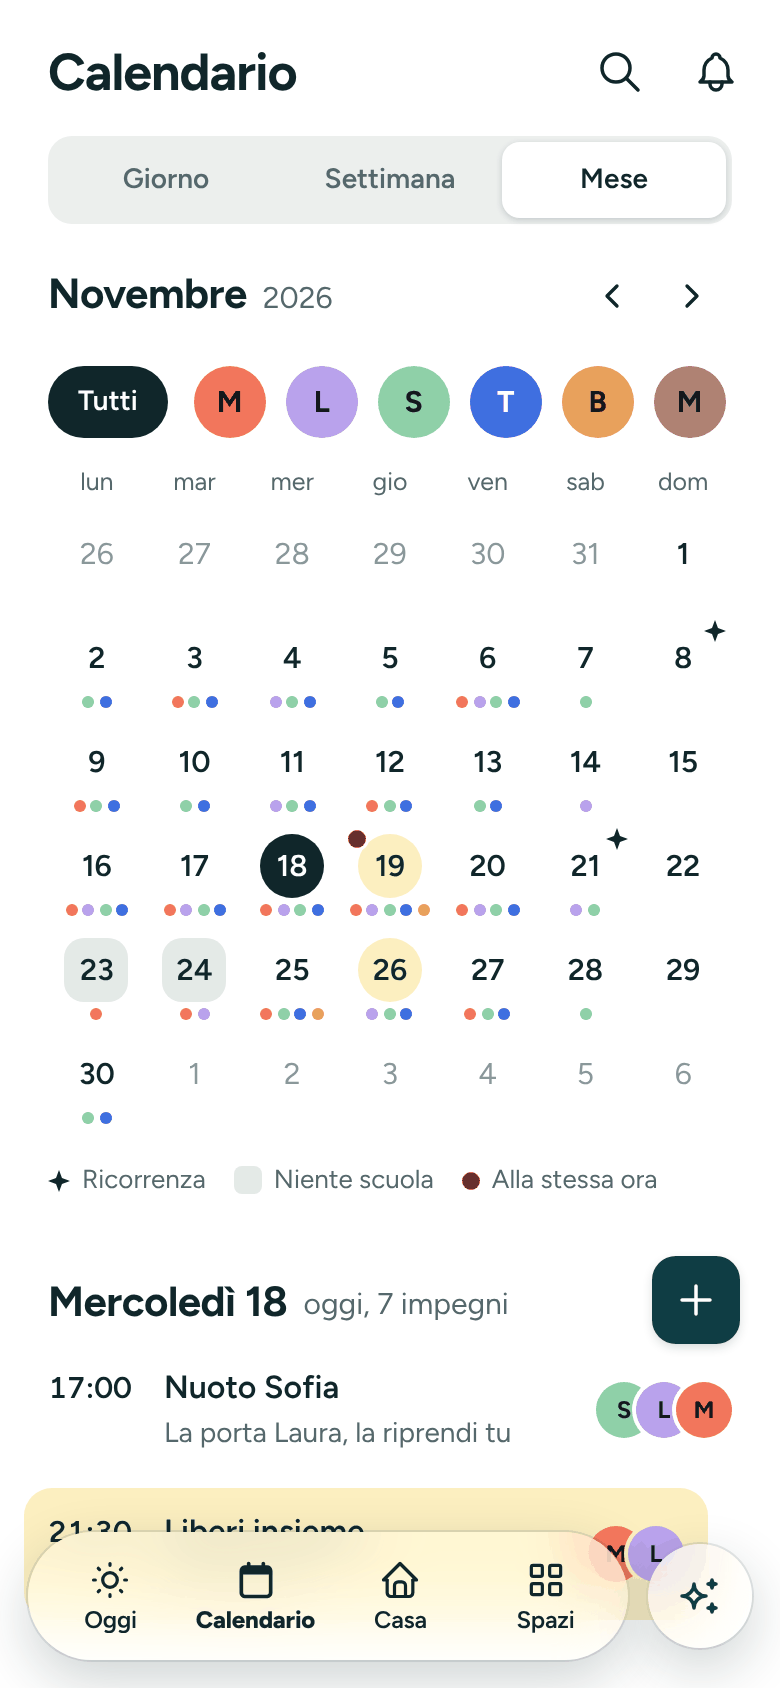 Calendario
Giorno Settimana Mese
Novembre 2026
Tutti M L S T B M
lun mar mer gio ven sab dom
26 27 28 29 30 31 1
2 3 4 5 6 7 8
9 10 11 12 13 14 15
16 17 18 19 20 21 22
23 24 25 26 27 28 29
30 1 2 3 4 5 6
Ricorrenza Niente scuola Alla stessa ora
Mercoledì 18 oggi, 7 impegni
17:00 Nuoto Sofia S L M
La porta Laura, la riprendi tu
21:30 Liberi insieme M L
Oggi Calendario Casa Spazi